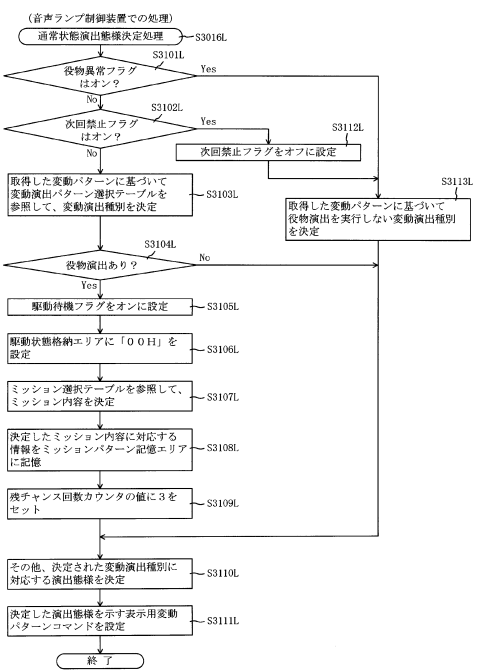 (音声ランプ制御装置での処理)
通常状態演出態様決定処理
S3016L
S3101L
役物異常フラグ
はオン?
Yes
No
S3102L
次回禁止フラグ
はオン?
Yes
No
S3112L
次回禁止フラグをオフに設定
取得した変動パターンに基づいて
変動演出パターン選択テーブルを
参照して、変動演出種別を決定
S3103L
S3113L
取得した変動パターンに基づいて
役物演出を実行しない変動演出種別
を決定
S3104L
役物演出あり?
No
Yes
駆動待機フラグをオンに設定
S3105L
駆動状態格納エリアに「00H」を
設定
S3106L
ミッション選択テーブルを参照して、
ミッション内容を決定
S3107L
決定したミッション内容に対応する
情報をミッションパターン記憶エリア
に記憶
S3108L
残チャンス回数カウンタの値に3を
セット
S3109L
その他、決定された変動演出種別に
対応する演出態様を決定
S3110L
決定した演出態様を示す表示用変動
パターンコマンドを設定
S3111L
終了